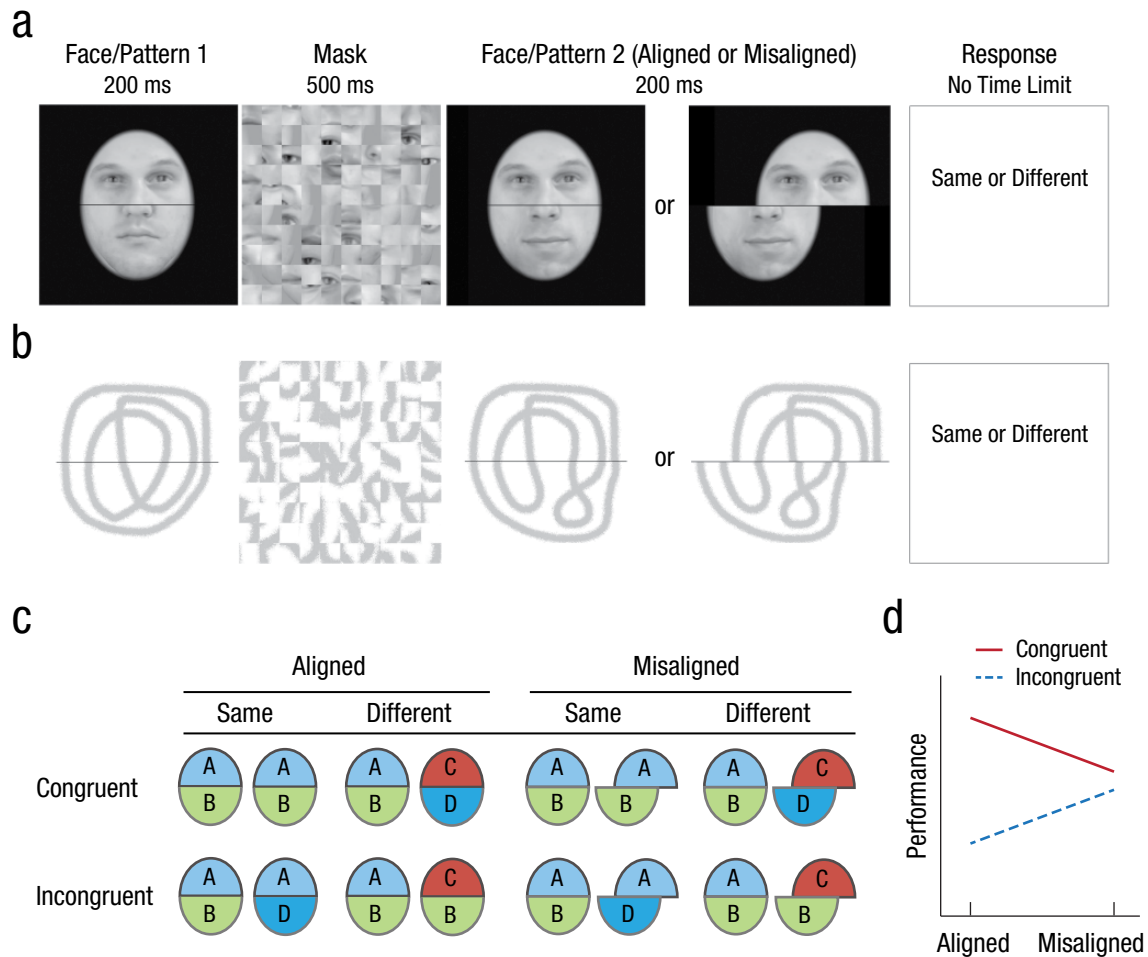 a
Face/Pattern 1 Mask Face/Pattern 2 (Aligned or Misaligned) Response
200 ms 500 ms 200 ms No Time Limit
or
Same or Different
b
or
Same or Different
c
Aligned Misaligned
Same Different Same Different
Congruent
A A A C A A A C
B B B D B B B D
Incongruent
A A A C A A A C
B D B B B D B B
d
Congruent
Incongruent
Performance
Aligned Misaligned